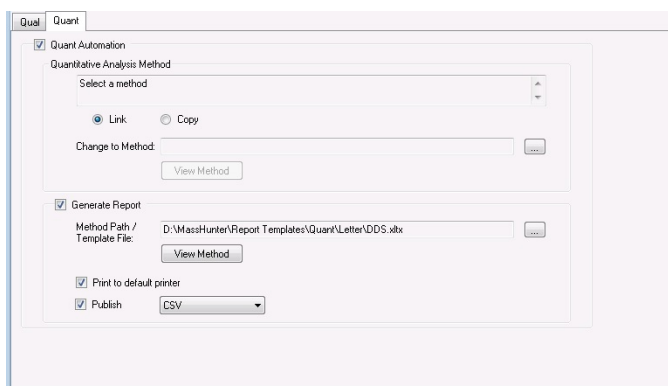 Qual Quant
Quant Automation
Quantitative Analysis Method
Select a method
Link Copy
Change to Method: ...
View Method
Generate Report
Method Path /
Template File:
D:\MassHunter\Report Templates\Quant\Letter\DDS.xltx ...
View Method
Print to default printer
Publish CSV